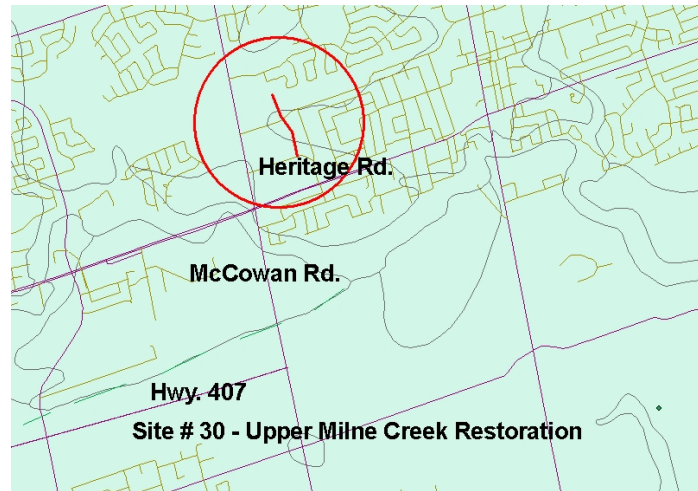 Heritage Rd.
McCowan Rd.
Hwy. 407
Site # 30 - Upper Milne Creek Restoration